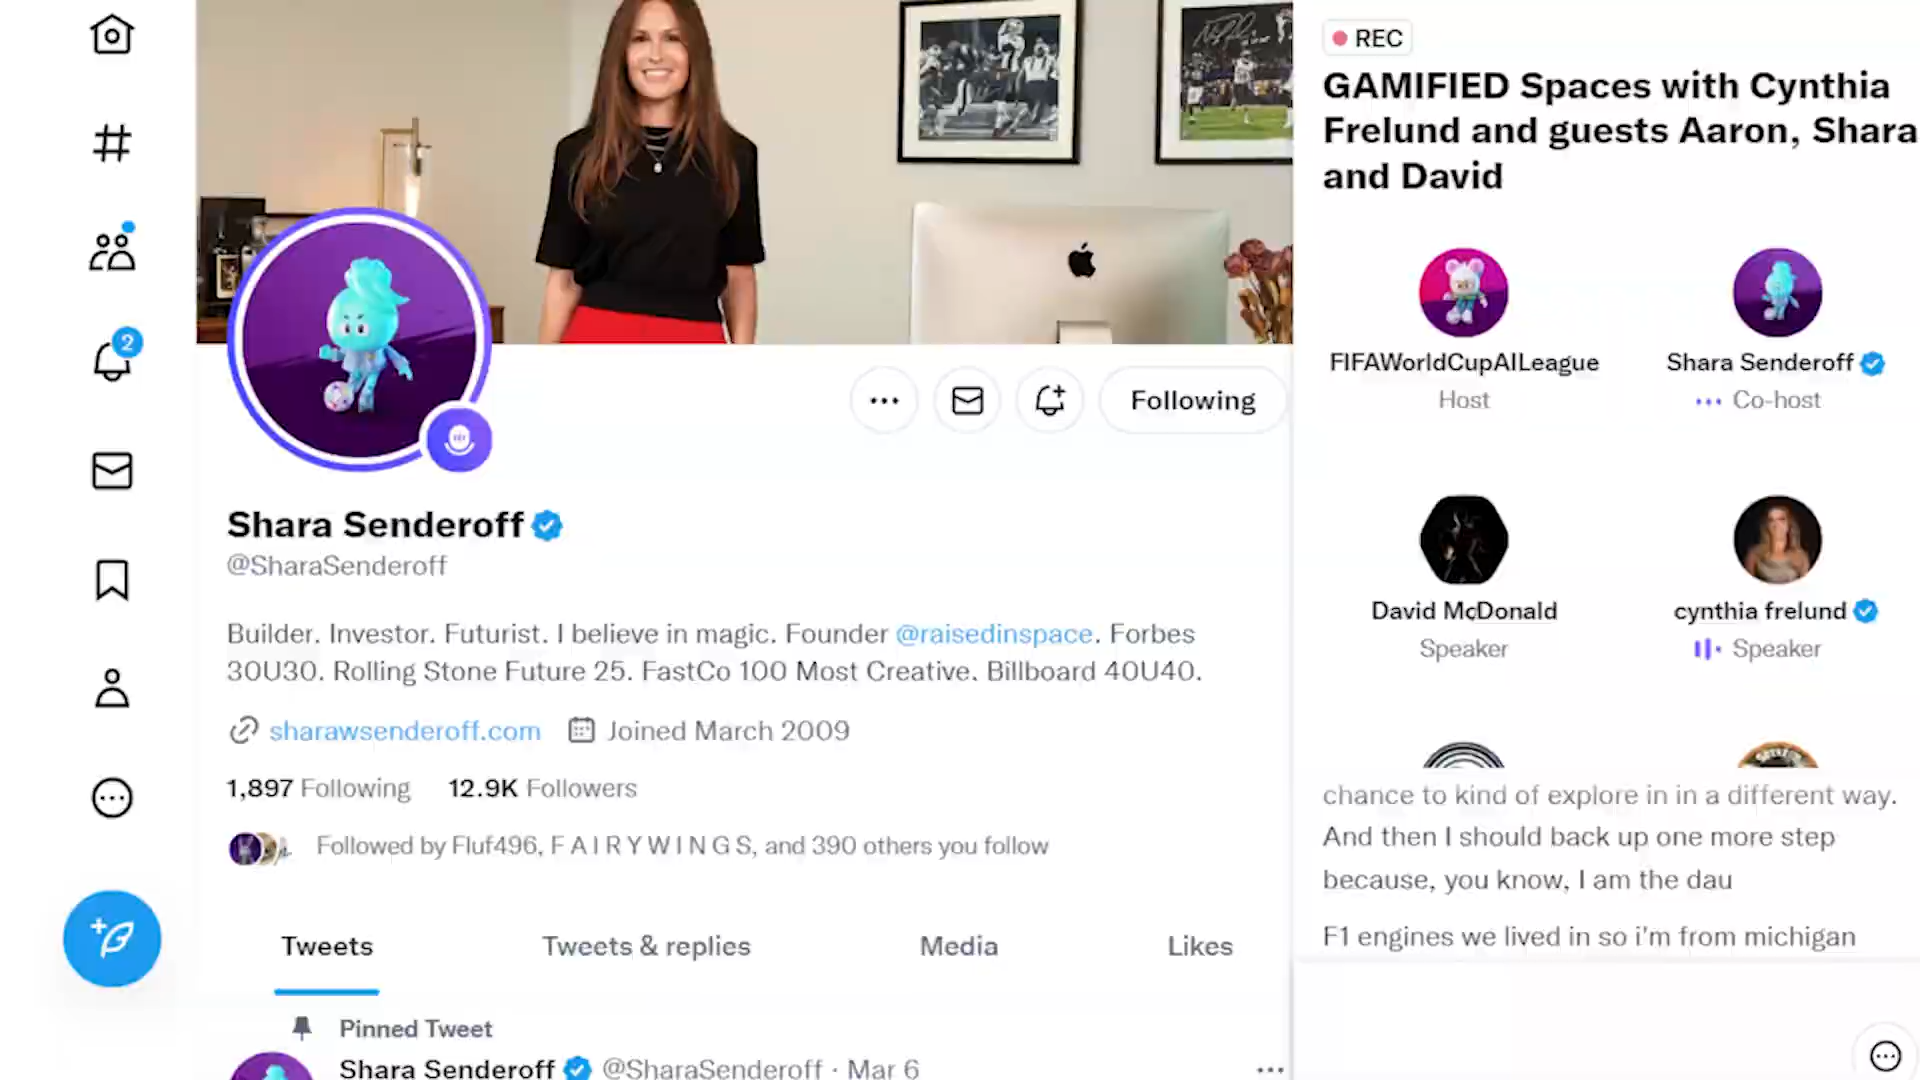 REC
GAMIFIED Spaces with Cynthia
Frelund and guests Aaron, Shara
and David
FIFAWorldCupAILeague
Host
Shara Senderoff
Co-host
David McDonald
Speaker
cynthia frelund
Speaker
chance to kind of explore in in a different way.
And then I should back up one more step
because, you know, I am the dau
F1 engines we lived in so i'm from michigan
2
Following
Shara Senderoff
@SharaSenderoff
Builder. Investor. Futurist. I believe in magic. Founder @raisedinspace. Forbes
30U30. Rolling Stone Future 25. FastCo 100 Most Creative. Billboard 40U40.
sharawsenderoff.com Joined March 2009
1,897 Following 12.9K Followers
Followed by Fluf496, F A I R Y W I N G S, and 390 others you follow
Tweets Tweets & replies Media Likes
Pinned Tweet
Shara Senderoff @SharaSenderoff · Mar 6